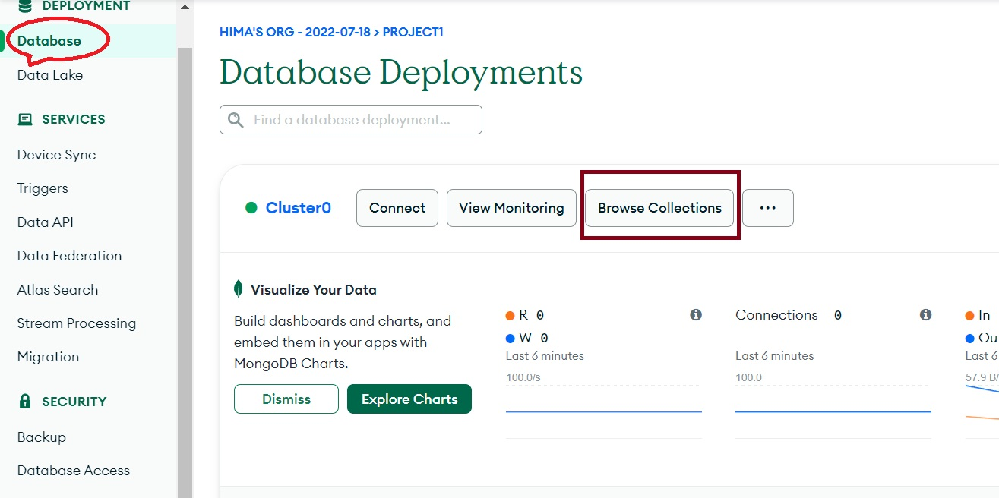 DEPLOYMENT
Database
Data Lake
SERVICES
Device Sync
Triggers
Data API
Data Federation
Atlas Search
Stream Processing
Migration
SECURITY
Backup
Database Access
HIMA'S ORG - 2022-07-18 > PROJECT1
Database Deployments
Find a database deployment...
Cluster0
Connect
View Monitoring
Browse Collections
...
Visualize Your Data
Build dashboards and charts, and
embed them in your apps with
MongoDB Charts.
Dismiss
Explore Charts
R 0
W 0
Last 6 minutes
100.0/s
Connections 0
Last 6 minutes
100.0
In
Ou
Last 6
57.9 B/